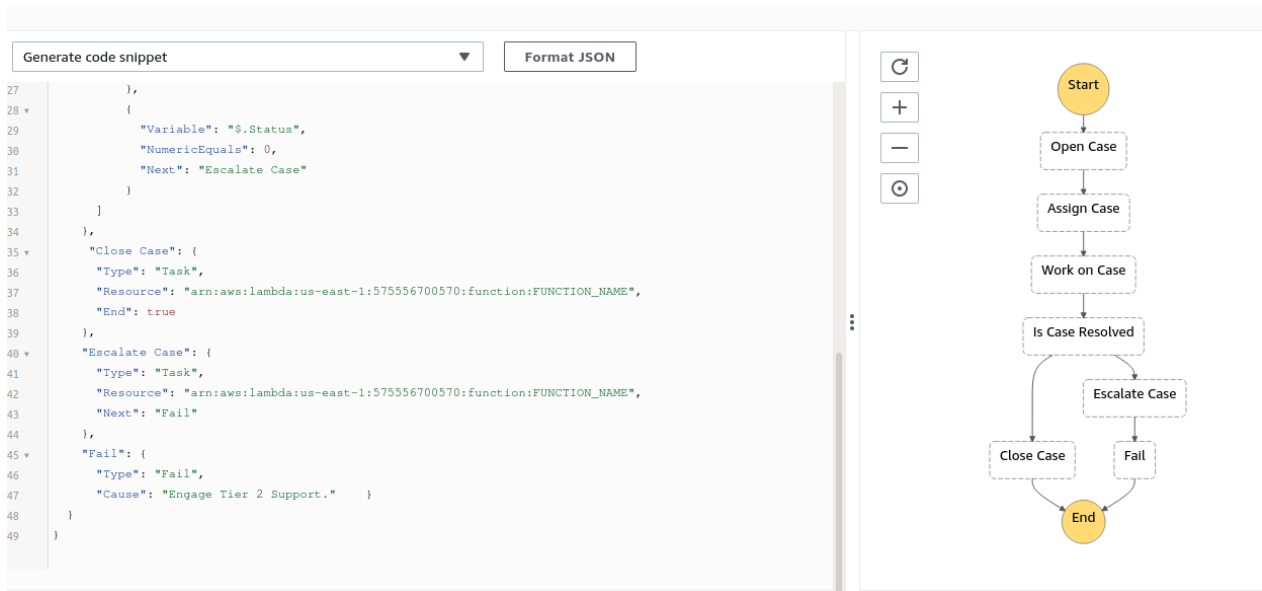 Generate code snippet
Format JSON
27 },
28 {
29 "Variable": "$.Status",
30 "NumericEquals": 0,
31 "Next": "Escalate Case"
32 }
33 ]
34 },
35 "Close Case": {
36 "Type": "Task",
37 "Resource": "arn:aws:lambda:us-east-1:575556700570:function:FUNCTION_NAME",
38 "End": true
39 },
40 "Escalate Case": {
41 "Type": "Task",
42 "Resource": "arn:aws:lambda:us-east-1:575556700570:function:FUNCTION_NAME",
43 "Next": "Fail"
44 },
45 "Fail": {
46 "Type": "Fail",
47 "Cause": "Engage Tier 2 Support." }
48 }
49 }
Start
Open Case
Assign Case
Work on Case
Is Case Resolved
Escalate Case
Close Case
Fail
End